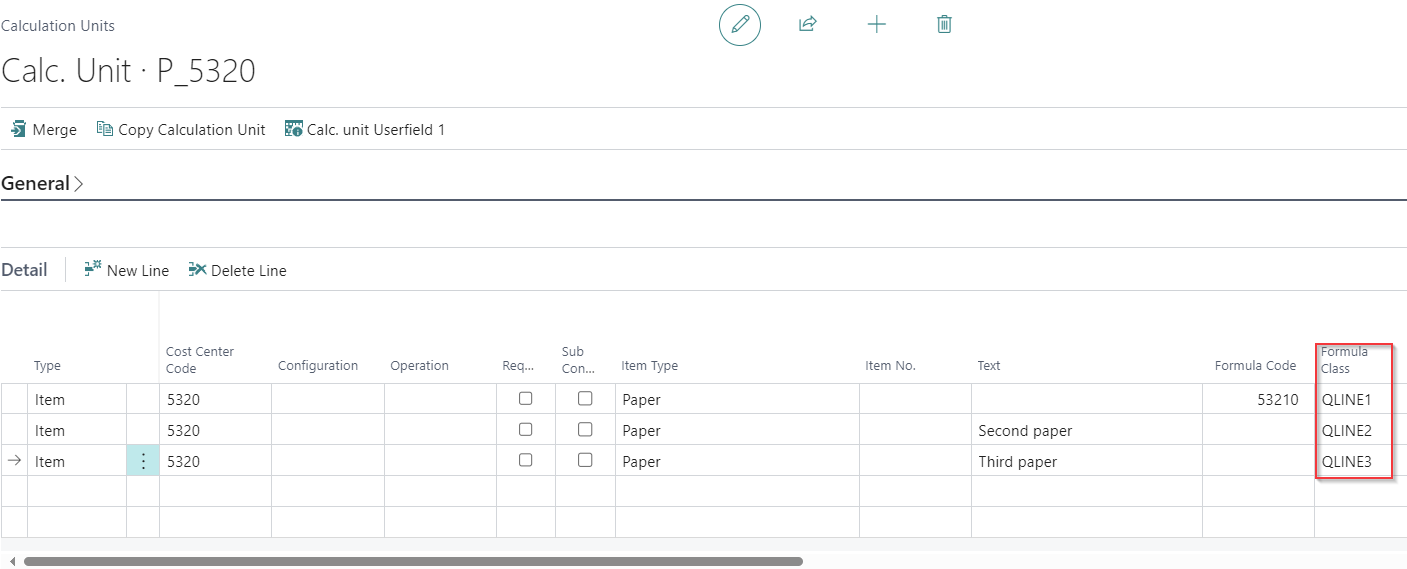 Calculation Units
Calc. Unit · P_5320
Merge Copy Calculation Unit Calc. unit Userfield 1
General
Detail New Line Delete Line
Type Cost Center Code Configuration Operation Req... Sub Con... Item Type Item No. Text Formula Code Formula Class
Item 5320 Paper 53210 QLINE1
Item 5320 Paper Second paper QLINE2
Item 5320 Paper Third paper QLINE3